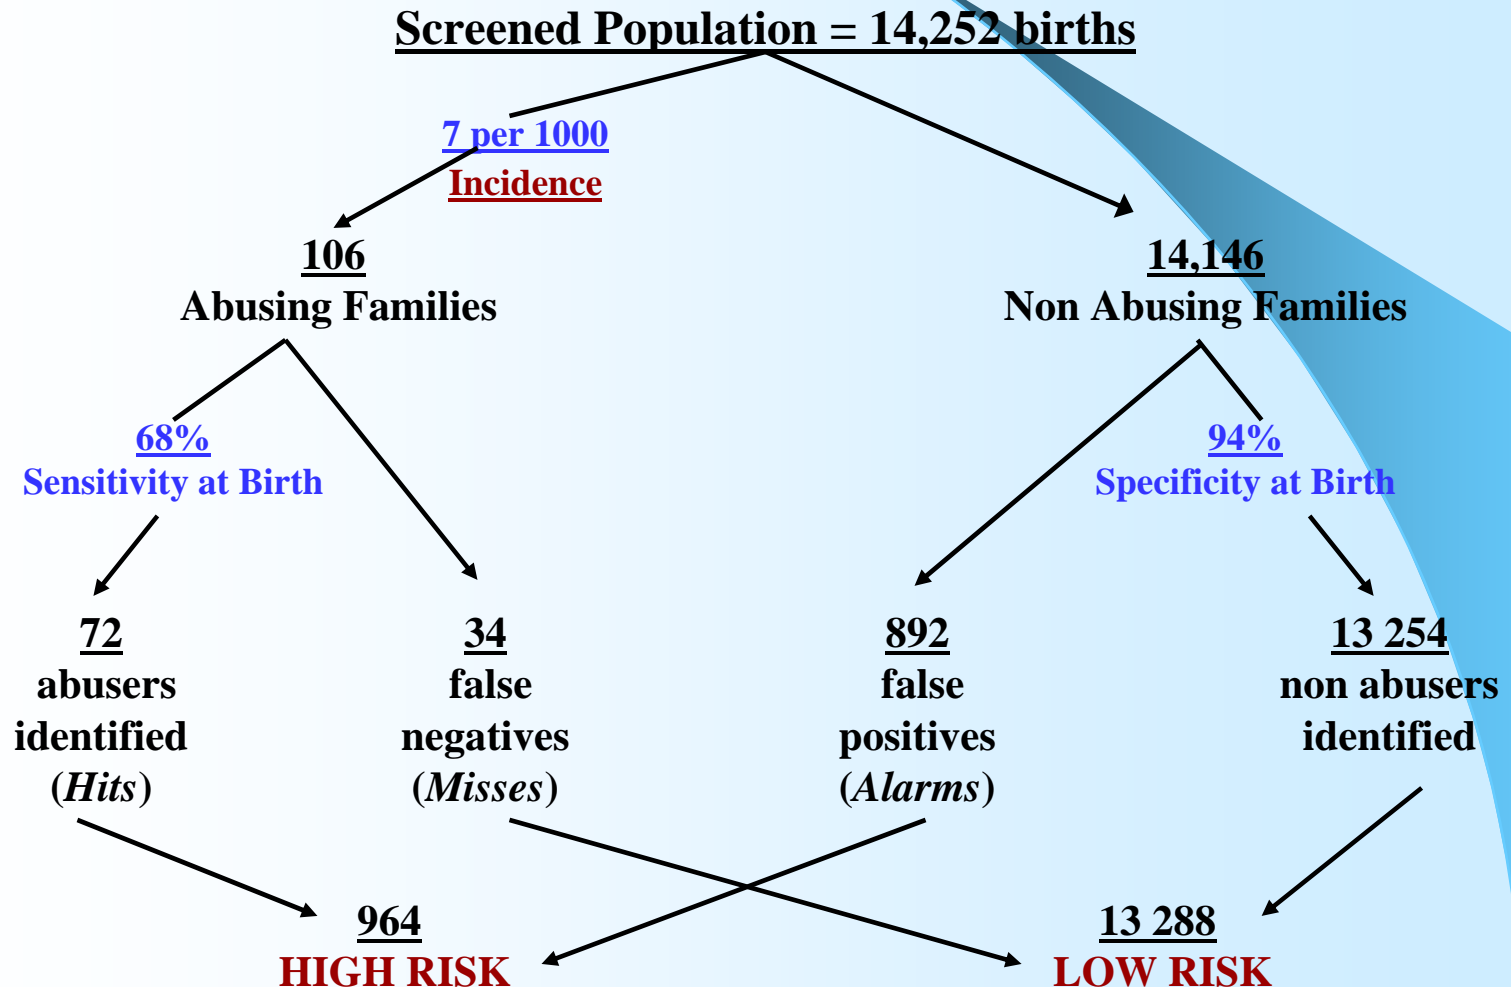 Screened Population = 14,252 births
7 per 1000
Incidence
106
Abusing Families
14,146
Non Abusing Families
68%
Sensitivity at Birth
94%
Specificity at Birth
72
abusers
identified
(Hits)
34
false
negatives
(Misses)
892
false
positives
(Alarms)
13 254
non abusers
identified
964
HIGH RISK
13 288
LOW RISK